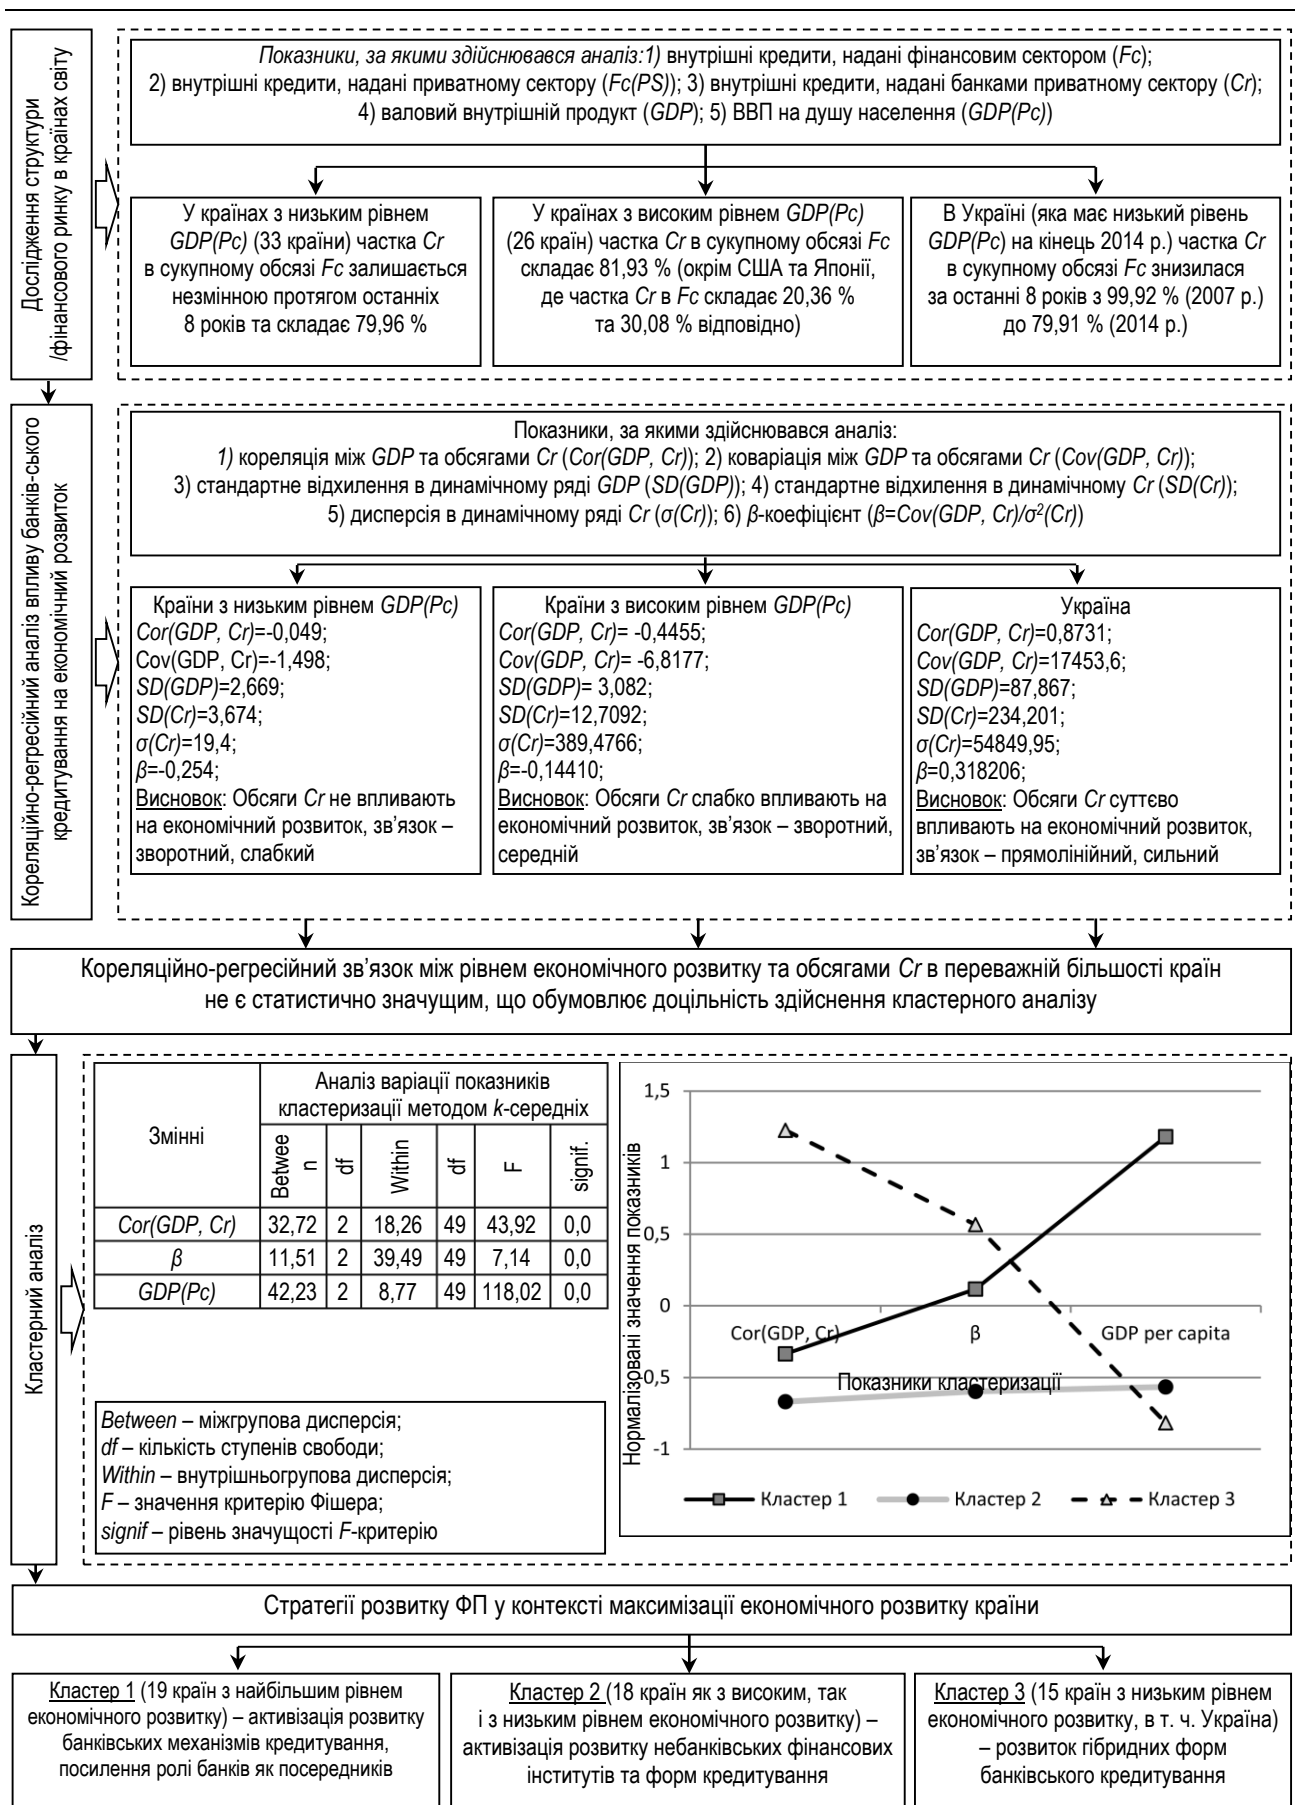 Дослідження структури
/фінансового ринку в країнах світу
Показники, за якими здійснювався аналіз:1) внутрішні кредити, надані фінансовим сектором (Fc);
2) внутрішні кредити, надані приватному сектору (Fc(PS)); 3) внутрішні кредити, надані банками приватному сектору (Cr);
4) валовий внутрішній продукт (GDP); 5) ВВП на душу населення (GDP(Pc))
У країнах з низьким рівнем
GDP(Pc) (33 країни) частка Cr
в сукупному обсязі Fc залишається
незмінною протягом останніх
8 років та складає 79,96 %
У країнах з високим рівнем GDP(Pc)
(26 країн) частка Cr в сукупному обсязі Fc
складає 81,93 % (окрім США та Японії,
де частка Cr в Fc складає 20,36 %
та 30,08 % відповідно)
В Україні (яка має низький рівень
GDP(Pc) на кінець 2014 р.) частка Cr
в сукупному обсязі Fc знизилася
за останні 8 років з 99,92 % (2007 р.)
до 79,91 % (2014 р.)
Кореляційно-регресійний аналіз впливу банків-ського
кредитування на економічний розвиток
Показники, за якими здійснювався аналіз:
1) кореляція між GDP та обсягами Cr (Cor(GDP, Cr)); 2) коваріація між GDP та обсягами Cr (Cov(GDP, Cr));
3) стандартне відхилення в динамічному ряді GDP (SD(GDP)); 4) стандартне відхилення в динамічному Cr (SD(Cr));
5) дисперсія в динамічному ряді Cr (σ(Cr)); 6) β-коефіцієнт (β=Cov(GDP, Cr)/σ²(Cr))
Країни з низьким рівнем GDP(Pc)
Cor(GDP, Cr)=-0,049;
Cov(GDP, Cr)=-1,498;
SD(GDP)=2,669;
SD(Cr)=3,674;
σ(Cr)=19,4;
β=-0,254;
Висновок: Обсяги Cr не впливають
на економічний розвиток, зв’язок –
зворотний, слабкий
Країни з високим рівнем GDP(Pc)
Cor(GDP, Cr)= -0,4455;
Cov(GDP, Cr)= -6,8177;
SD(GDP)= 3,082;
SD(Cr)=12,7092;
σ(Cr)=389,4766;
β=-0,14410;
Висновок: Обсяги Cr слабко впливають на
економічний розвиток, зв’язок – зворотний,
середній
Україна
Cor(GDP, Cr)=0,8731;
Cov(GDP, Cr)=17453,6;
SD(GDP)=87,867;
SD(Cr)=234,201;
σ(Cr)=54849,95;
β=0,318206;
Висновок: Обсяги Cr суттєво
впливають на економічний розвиток,
зв’язок – прямолінійний, сильний
Кореляційно-регресійний зв’язок між рівнем економічного розвитку та обсягами Cr в переважній більшості країн
не є статистично значущим, що обумовлює доцільність здійснення кластерного аналізу
Кластерний аналіз
Змінні
Аналіз варіації показників
кластеризації методом k-середніх
Betwee
n
df
Within
df
F
signif.
Cor(GDP, Cr) 32,72 2 18,26 49 43,92 0,0
β 11,51 2 39,49 49 7,14 0,0
GDP(Pc) 42,23 2 8,77 49 118,02 0,0
Between – міжгрупова дисперсія;
df – кількість ступенів свободи;
Within – внутрішньогрупова дисперсія;
F – значення критерію Фішера;
signif – рівень значущості F-критерію
Нормалізовані значення показників
1,5
1
0,5
0
-0,5
-1
Cor(GDP, Cr) β GDP per capita
Показники кластеризації
Кластер 1 Кластер 2 Кластер 3
Стратегії розвитку ФП у контексті максимізації економічного розвитку країни
Кластер 1 (19 країн з найбільшим рівнем
економічного розвитку) – активізація розвитку
банківських механізмів кредитування,
посилення ролі банків як посередників
Кластер 2 (18 країн як з високим, так
і з низьким рівнем економічного розвитку) –
активізація розвитку небанківських фінансових
інститутів та форм кредитування
Кластер 3 (15 країн з низьким рівнем
економічного розвитку, в т. ч. Україна)
– розвиток гібридних форм
банківського кредитування